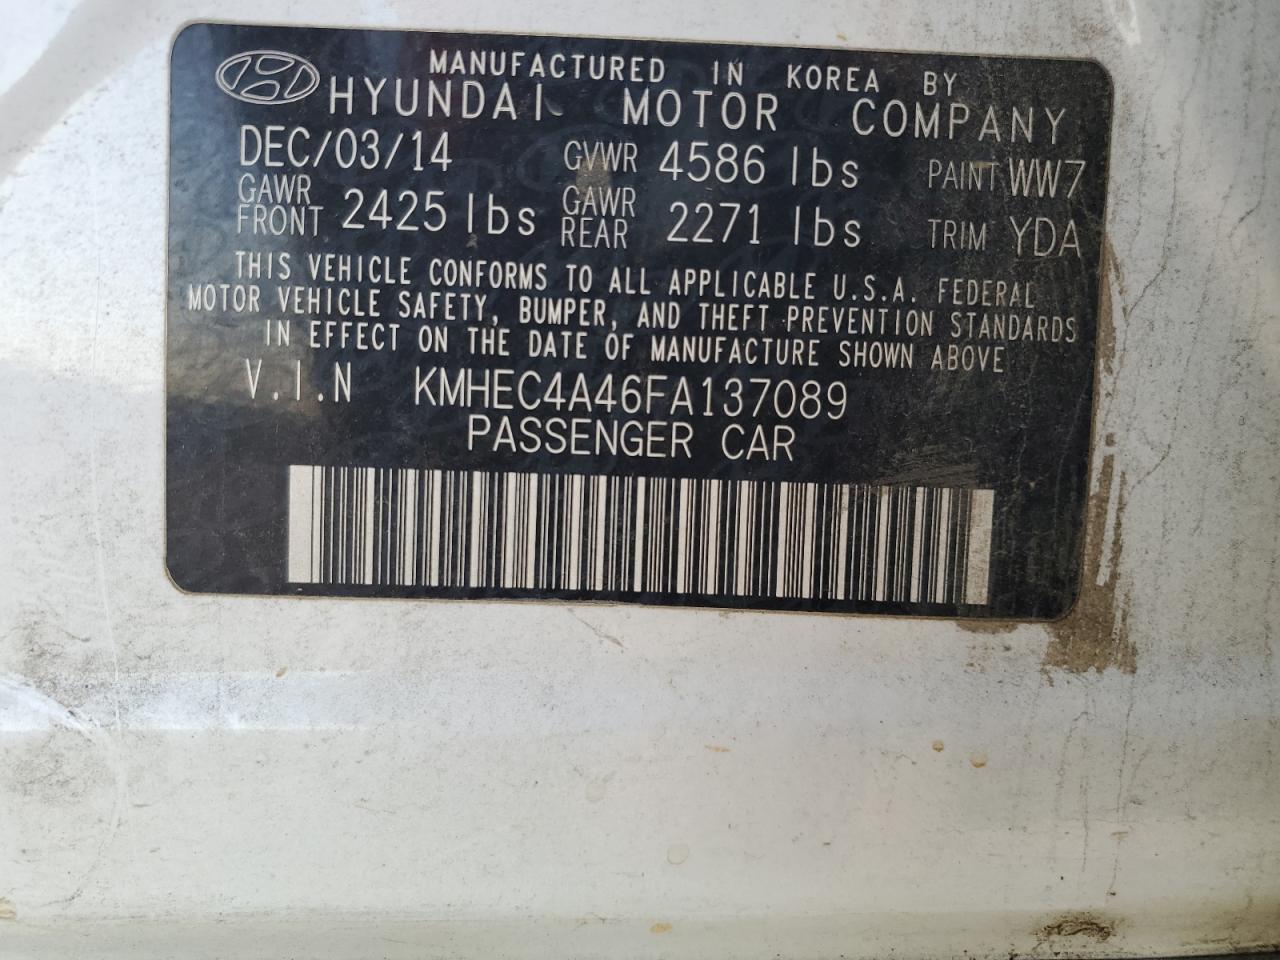 MANUFACTURED IN KOREA BY
HYUNDAI MOTOR COMPANY
DEC/03/14 GVWR 4586 lbs PAINT WW7
GAWR FRONT 2425 lbs GAWR REAR 2271 lbs TRIM YDA
THIS VEHICLE CONFORMS TO ALL APPLICABLE U.S.A. FEDERAL
MOTOR VEHICLE SAFETY, BUMPER, AND THEFT PREVENTION STANDARDS
IN EFFECT ON THE DATE OF MANUFACTURE SHOWN ABOVE
V.I.N KMHEC4A46FA137089
PASSENGER CAR